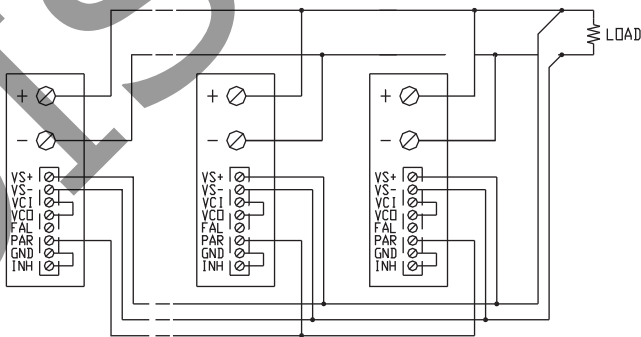 LOAD
+
-
VS+
VS-
VCI
VCO
FAL
PAR
GND
INH
+
-
VS+
VS-
VCI
VCO
FAL
PAR
GND
INH
+
-
VS+
VS-
VCI
VCO
FAL
PAR
GND
INH